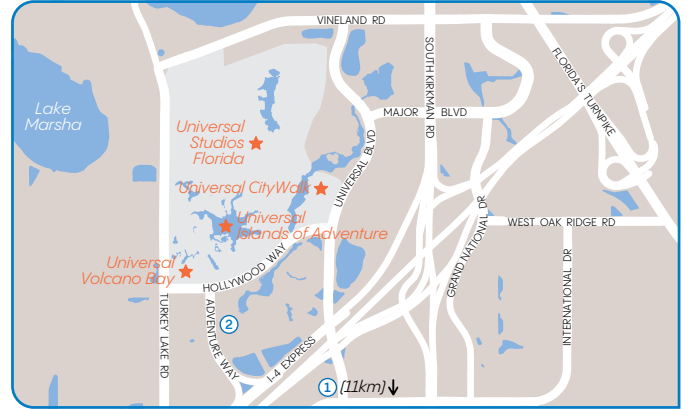 VINELAND RD
SOUTH KIRKMAN RD
FLORIDA'S TURNPIKE
Lake
Marsha
MAJOR BLVD
Universal
Studios
Florida
UNIVERSAL BLVD
Universal CityWalk
Universal
Islands of Adventure
GRAND NATIONAL DR
WEST OAK RIDGE RD
Universal
Volcano Bay
HOLLYWOOD WAY
INTERNATIONAL DR
TURKEY LAKE RD
ADVENTURE WAY
2
I-4 EXPRESS
1 [11km]